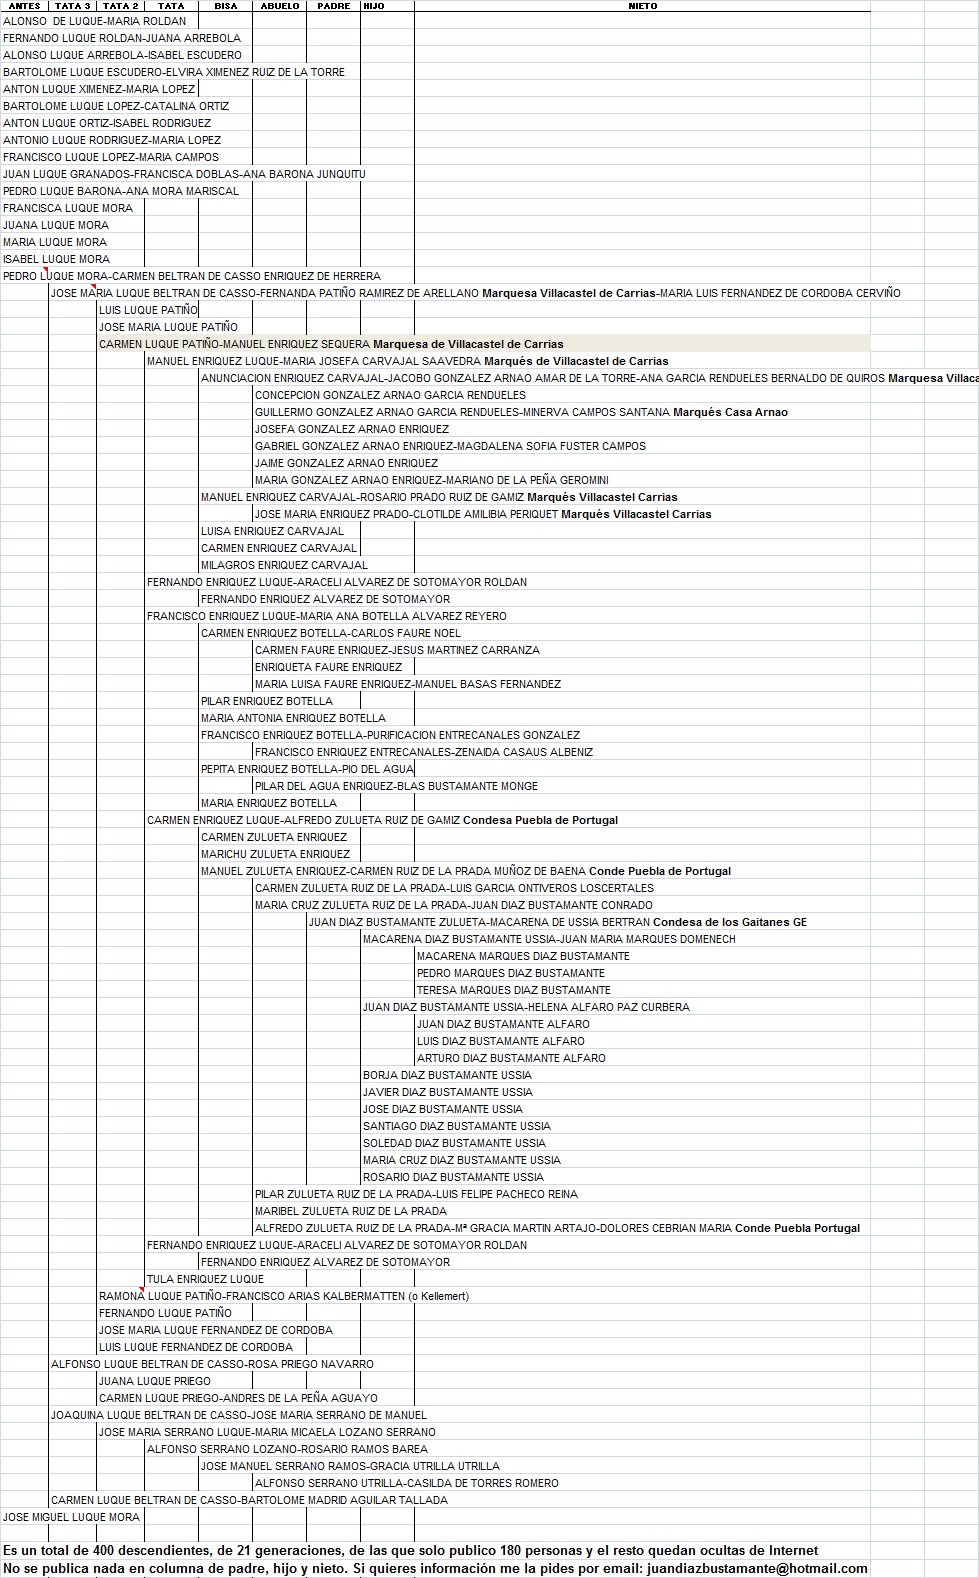 ANTES TATA 3 TATA 2 TATA BISA ABUELO PADRE HIJO NIETO
ALONSO  DE LUQUE-MARIA ROLDAN
FERNANDO LUQUE ROLDAN-JUANA ARREBOLA
ALONSO LUQUE ARREBOLA-ISABEL ESCUDERO
BARTOLOME LUQUE ESCUDERO-ELVIRA XIMENEZ RUIZ DE LA TORRE
ANTON LUQUE XIMENEZ-MARIA LOPEZ
BARTOLOME LUQUE LOPEZ-CATALINA ORTIZ
ANTON LUQUE ORTIZ-ISABEL RODRIGUEZ
ANTONIO LUQUE RODRIGUEZ-MARIA LOPEZ
FRANCISCO LUQUE LOPEZ-MARIA CAMPOS
JUAN LUQUE GRANADOS-FRANCISCA DOBLAS-ANA BARONA JUNQUITU
PEDRO LUQUE BARONA-ANA MORA MARISCAL
FRANCISCA LUQUE MORA
JUANA LUQUE MORA
MARIA LUQUE MORA
ISABEL LUQUE MORA
PEDRO LUQUE MORA-CARMEN BELTRAN DE CASSO ENRIQUEZ DE HERRERA
JOSE MARIA LUQUE BELTRAN DE CASSO-FERNANDA PATIÑO RAMIREZ DE ARELLANO Marquesa Villacastel de Carrias-MARIA LUIS FERNANDEZ DE CORDOBA CERVIÑO
LUIS LUQUE PATIÑO
JOSE MARIA LUQUE PATIÑO
CARMEN LUQUE PATIÑO-MANUEL ENRIQUEZ SEQUERA Marquesa de Villacastel de Carrias
MANUEL ENRIQUEZ LUQUE-MARIA JOSEFA CARVAJAL SAAVEDRA Marqués de Villacastel de Carrias
ANUNCIACION ENRIQUEZ CARVAJAL-JACOBO GONZALEZ ARNAO AMAR DE LA TORRE-ANA GARCIA RENDUELES BERNALDO DE QUIROS Marquesa Villaca
CONCEPCION GONZALEZ ARNAO GARCIA RENDUELES
GUILLERMO GONZALEZ ARNAO GARCIA RENDUELES-MINERVA CAMPOS SANTANA Marqués Casa Arnao
JOSEFA GONZALEZ ARNAO ENRIQUEZ
GABRIEL GONZALEZ ARNAO ENRIQUEZ-MAGDALENA SOFIA FUSTER CAMPOS
JAIME GONZALEZ ARNAO ENRIQUEZ
MARIA GONZALEZ ARNAO ENRIQUEZ-MARIANO DE LA PEÑA GEROMINI
MANUEL ENRIQUEZ CARVAJAL-ROSARIO PRADO RUIZ DE GAMIZ Marqués Villacastel Carrias
JOSE MARIA ENRIQUEZ PRADO-CLOTILDE AMILIBIA PERIQUET Marqués Villacastel Carrias
LUISA ENRIQUEZ CARVAJAL
CARMEN ENRIQUEZ CARVAJAL
MILAGROS ENRIQUEZ CARVAJAL
FERNANDO ENRIQUEZ LUQUE-ARACELI ALVAREZ DE SOTOMAYOR ROLDAN
FERNANDO ENRIQUEZ ALVAREZ DE SOTOMAYOR
FRANCISCO ENRIQUEZ LUQUE-MARIA ANA BOTELLA ALVAREZ REYERO
CARMEN ENRIQUEZ BOTELLA-CARLOS FAURE NOEL
CARMEN FAURE ENRIQUEZ-JESUS MARTINEZ CARRANZA
ENRIQUETA FAURE ENRIQUEZ
MARIA LUISA FAURE ENRIQUEZ-MANUEL BASAS FERNANDEZ
PILAR ENRIQUEZ BOTELLA
MARIA ANTONIA ENRIQUEZ BOTELLA
FRANCISCO ENRIQUEZ BOTELLA-PURIFICACION ENTRECANALES GONZALEZ
FRANCISCO ENRIQUEZ ENTRECANALES-ZENAIDA CASAUS ALBENIZ
PEPITA ENRIQUEZ BOTELLA-PIO DEL AGUA
PILAR DEL AGUA ENRIQUEZ-BLAS BUSTAMANTE MONGE
MARIA ENRIQUEZ BOTELLA
CARMEN ENRIQUEZ LUQUE-ALFREDO ZULUETA RUIZ DE GAMIZ Condesa Puebla de Portugal
CARMEN ZULUETA ENRIQUEZ
MARICHU ZULUETA ENRIQUEZ
MANUEL ZULUETA ENRIQUEZ-CARMEN RUIZ DE LA PRADA MUÑOZ DE BAENA Conde Puebla de Portugal
CARMEN ZULUETA RUIZ DE LA PRADA-LUIS GARCIA ONTIVEROS LOSCERTALES
MARIA CRUZ ZULUETA RUIZ DE LA PRADA-JUAN DIAZ BUSTAMANTE CONRADO
JUAN DIAZ BUSTAMANTE ZULUETA-MACARENA DE USSIA BERTRAN Condesa de los Gaitanes GE
MACARENA DIAZ BUSTAMANTE USSIA-JUAN MARIA MARQUES DOMENECH
MACARENA MARQUES DIAZ BUSTAMANTE
PEDRO MARQUES DIAZ BUSTAMANTE
TERESA MARQUES DIAZ BUSTAMANTE
JUAN DIAZ BUSTAMANTE USSIA-HELENA ALFARO PAZ CURBERA
JUAN DIAZ BUSTAMANTE ALFARO
LUIS DIAZ BUSTAMANTE ALFARO
ARTURO DIAZ BUSTAMANTE ALFARO
BORJA DIAZ BUSTAMANTE USSIA
JAVIER DIAZ BUSTAMANTE USSIA
JOSE DIAZ BUSTAMANTE USSIA
SANTIAGO DIAZ BUSTAMANTE USSIA
SOLEDAD DIAZ BUSTAMANTE USSIA
MARIA CRUZ DIAZ BUSTAMANTE USSIA
ROSARIO DIAZ BUSTAMANTE USSIA
PILAR ZULUETA RUIZ DE LA PRADA-LUIS FELIPE PACHECO REINA
MARIBEL ZULUETA RUIZ DE LA PRADA
ALFREDO ZULUETA RUIZ DE LA PRADA-Mª GRACIA MARTIN ARTAJO-DOLORES CEBRIAN MARIA Conde Puebla Portugal
FERNANDO ENRIQUEZ LUQUE-ARACELI ALVAREZ DE SOTOMAYOR ROLDAN
FERNANDO ENRIQUEZ ALVAREZ DE SOTOMAYOR
TULA ENRIQUEZ LUQUE
RAMONA LUQUE PATIÑO-FRANCISCO ARIAS KALBERMATTEN (o Kellemert)
FERNANDO LUQUE PATIÑO
JOSE MARIA LUQUE FERNANDEZ DE CORDOBA
LUIS LUQUE FERNANDEZ DE CORDOBA
ALFONSO LUQUE BELTRAN DE CASSO-ROSA PRIEGO NAVARRO
JUANA LUQUE PRIEGO
CARMEN LUQUE PRIEGO-ANDRES DE LA PEÑA AGUAYO
JOAQUINA LUQUE BELTRAN DE CASSO-JOSE MARIA SERRANO DE MANUEL
JOSE MARIA SERRANO LUQUE-MARIA MICAELA LOZANO SERRANO
ALFONSO SERRANO LOZANO-ROSARIO RAMOS BAREA
JOSE MANUEL SERRANO RAMOS-GRACIA UTRILLA UTRILLA
ALFONSO SERRANO UTRILLA-CASILDA DE TORRES ROMERO
CARMEN LUQUE BELTRAN DE CASSO-BARTOLOME MADRID AGUILAR TALLADA
JOSE MIGUEL LUQUE MORA
Es un total de 400 descendientes, de 21 generaciones, de las que solo publico 180 personas y el resto quedan ocultas de Internet
No se publica nada en columna de padre, hijo y nieto. Si quieres información me la pides por email: juandiazbustamante@hotmail.com